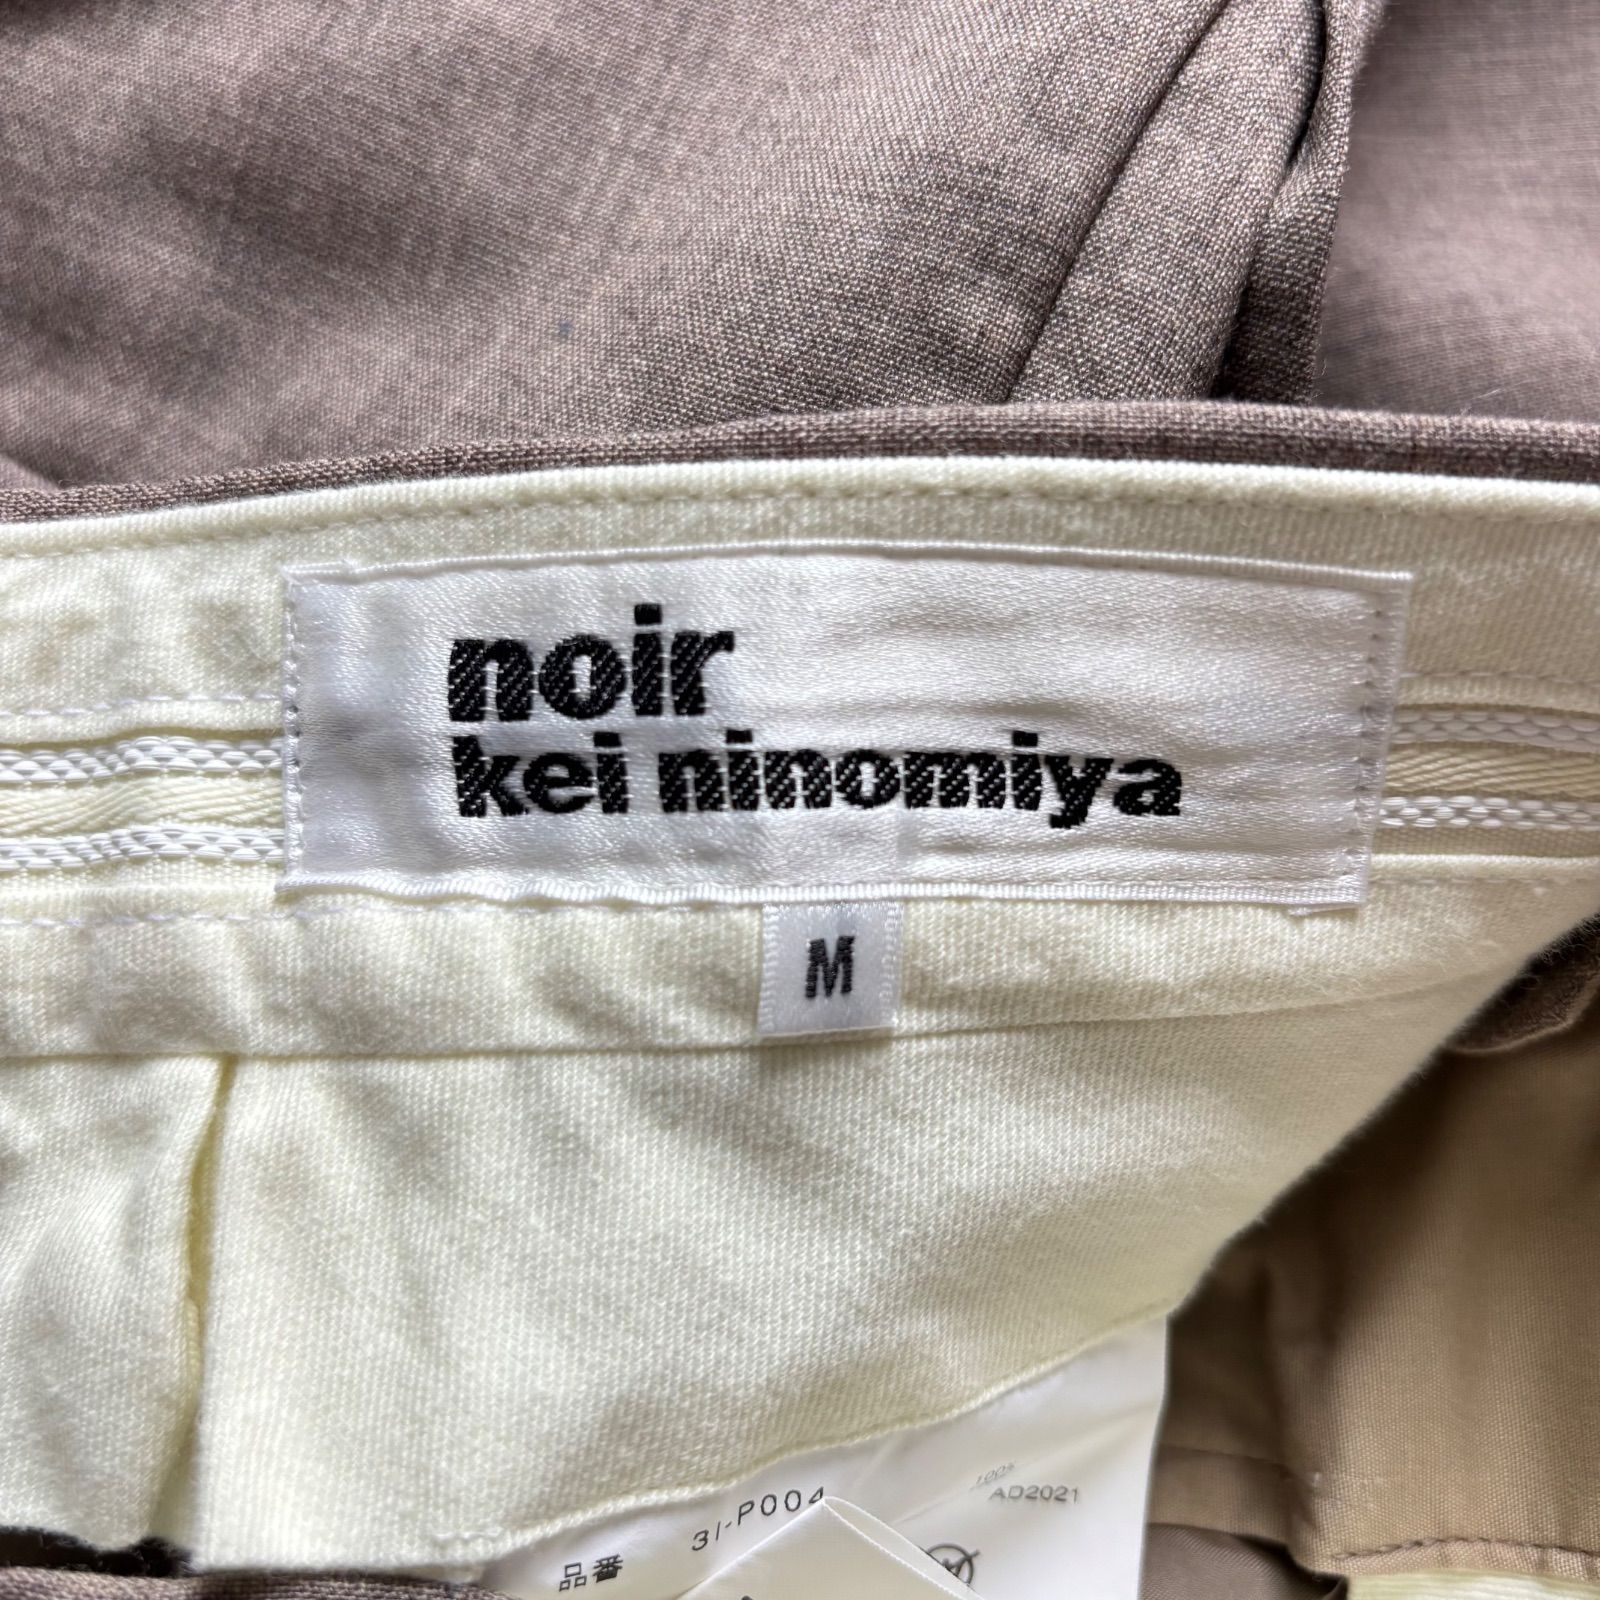 noir
kei ninomiya
M
100%
AD2021
品番 3I-P004